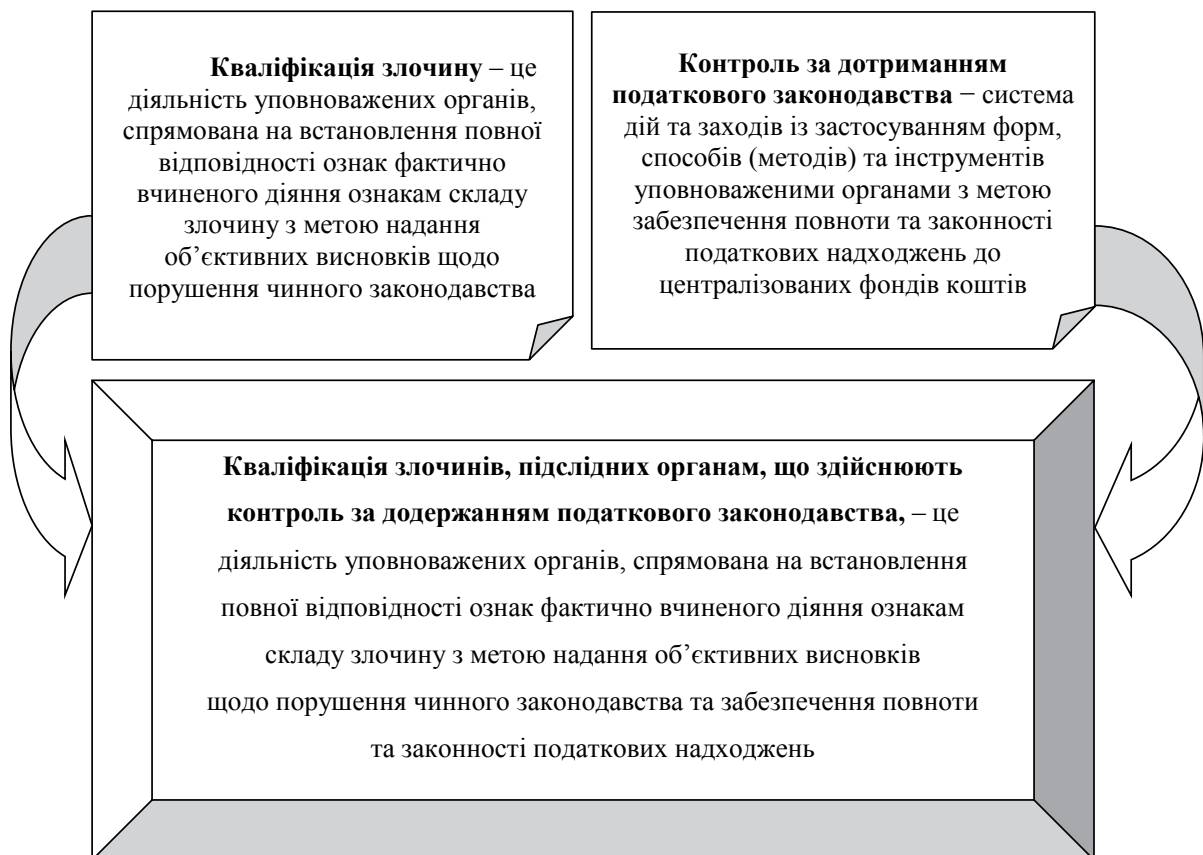 Кваліфікація злочину – це
діяльність уповноважених органів,
спрямована на встановлення повної
відповідності ознак фактично
вчиненого діяння ознакам складу
злочину з метою надання
об’єктивних висновків щодо
порушення чинного законодавства
Контроль за дотриманням
податкового законодавства − система
дій та заходів із застосуванням форм,
способів (методів) та інструментів
уповноваженими органами з метою
забезпечення повноти та законності
податкових надходжень до
централізованих фондів коштів
Кваліфікація злочинів, підслідних органам, що здійснюють
контроль за додержанням податкового законодавства, – це
діяльність уповноважених органів, спрямована на встановлення
повної відповідності ознак фактично вчиненого діяння ознакам
складу злочину з метою надання об’єктивних висновків
щодо порушення чинного законодавства та забезпечення повноти
та законності податкових надходжень